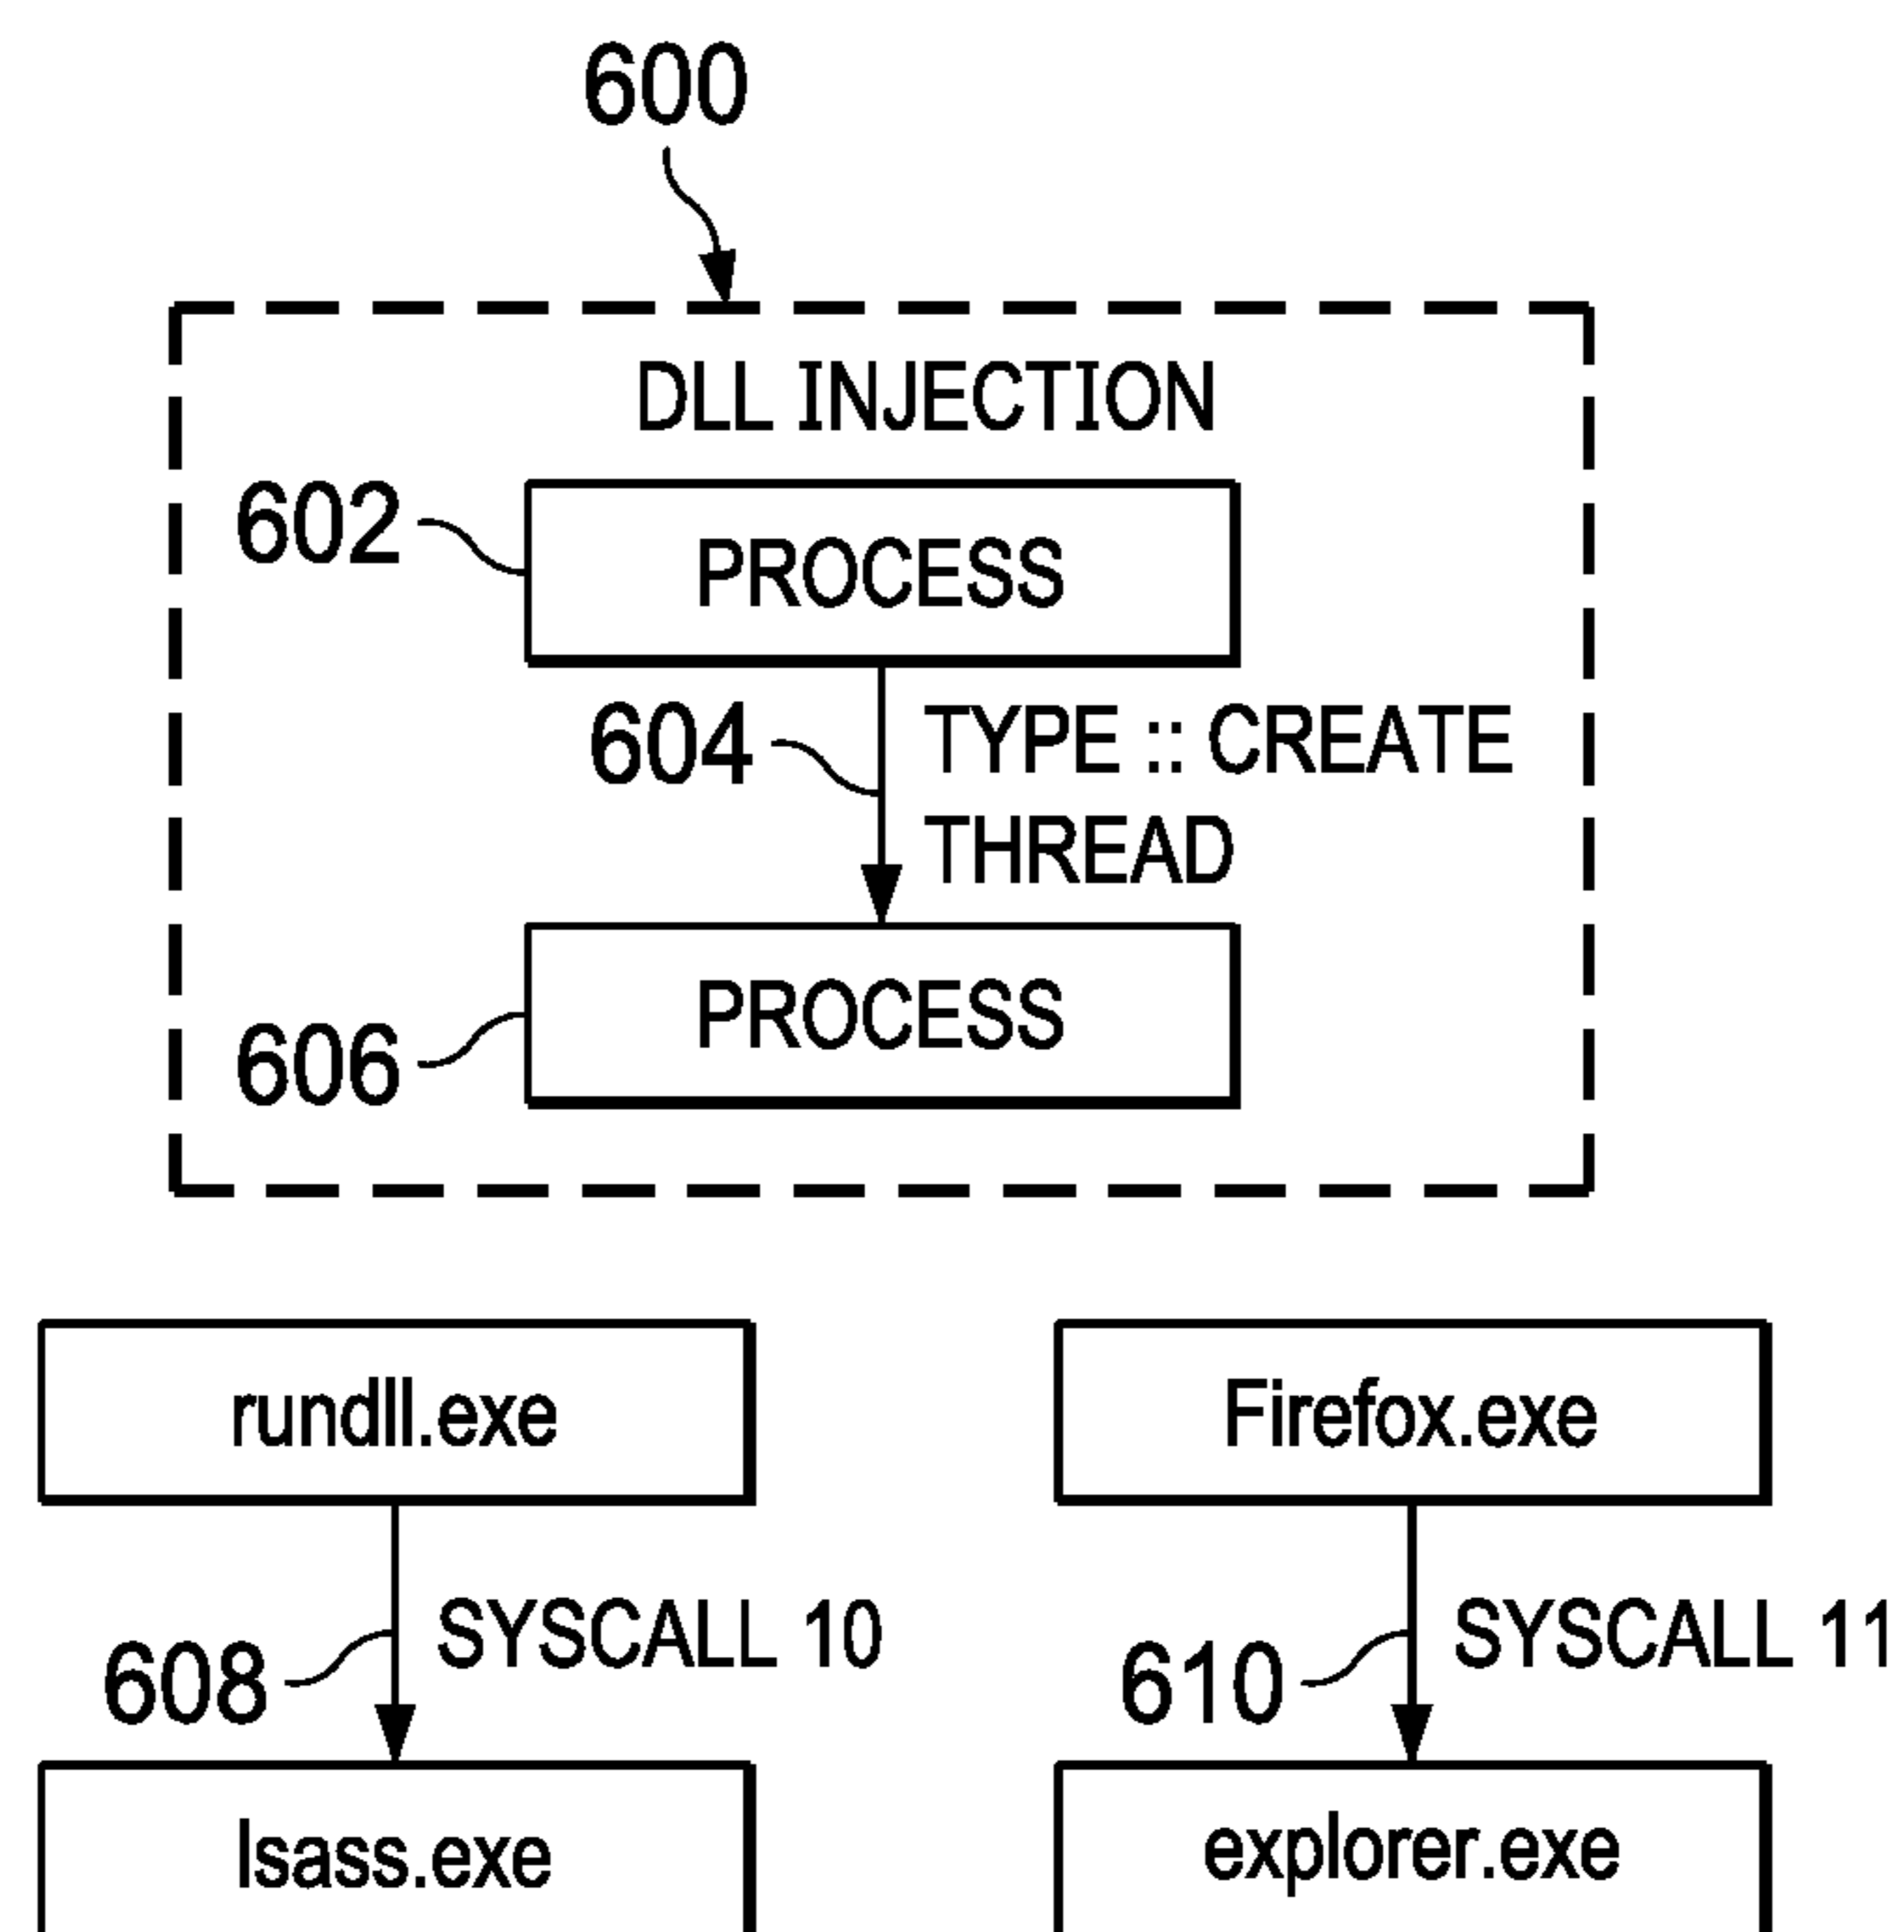 600
DLL INJECTION
602
PROCESS
604
TYPE :: CREATE
THREAD
PROCESS
606
rundll.exe
Firefox.exe
608
SYSCALL 10
610
SYSCALL 11
lsass.exe
explorer.exe